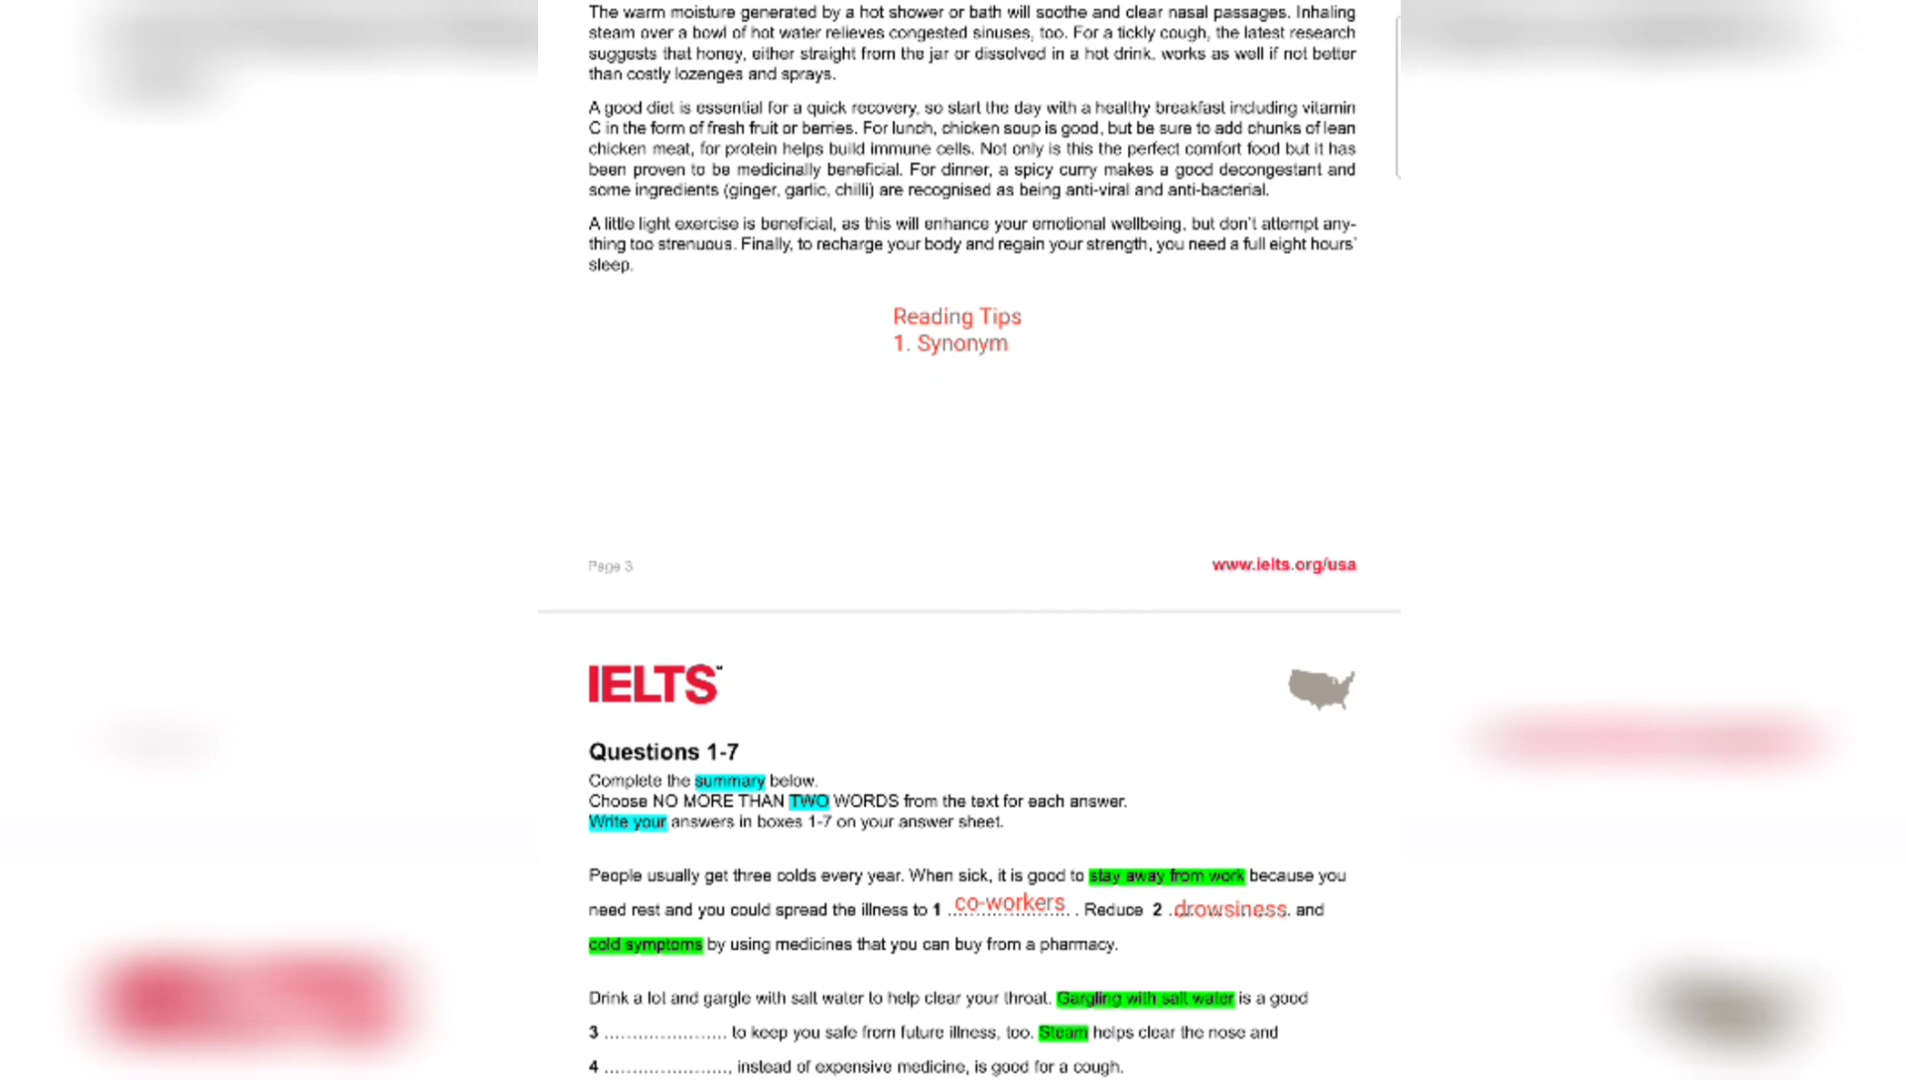 The warm moisture generated by a hot shower or bath will soothe and clear nasal passages. Inhaling
steam over a bowl of hot water relieves congested sinuses, too. For a tickly cough, the latest research
suggests that honey, either straight from the jar or dissolved in a hot drink, works as well if not better
than costly lozenges and sprays.
A good diet is essential for a quick recovery, so start the day with a healthy breakfast including vitamin
C in the form of fresh fruit or berries. For lunch, chicken soup is good, but be sure to add chunks of lean
chicken meat, for protein helps build immune cells. Not only is this the perfect comfort food but it has
been proven to be medicinally beneficial. For dinner, a spicy curry makes a good decongestant and
some ingredients (ginger, garlic, chilli) are recognised as being anti-viral and anti-bacterial.
A little light exercise is beneficial, as this will enhance your emotional wellbeing, but don't attempt any-
thing too strenuous. Finally, to recharge your body and regain your strength, you need a full eight hours'
sleep.
Reading Tips
1. Synonym
Page 3
www.ielts.org/usa
IELTS™
Questions 1-7
Complete the summary below.
Choose NO MORE THAN TWO WORDS from the text for each answer.
Write your answers in boxes 1-7 on your answer sheet.
People usually get three colds every year. When sick, it is good to stay away from work because you
need rest and you could spread the illness to 1 co-workers. Reduce 2 drowsiness and
cold symptoms by using medicines that you can buy from a pharmacy.
Drink a lot and gargle with salt water to help clear your throat. Gargling with salt water is a good
3 ...................... to keep you safe from future illness, too. Steam helps clear the nose and
4 ......................, instead of expensive medicine, is good for a cough.